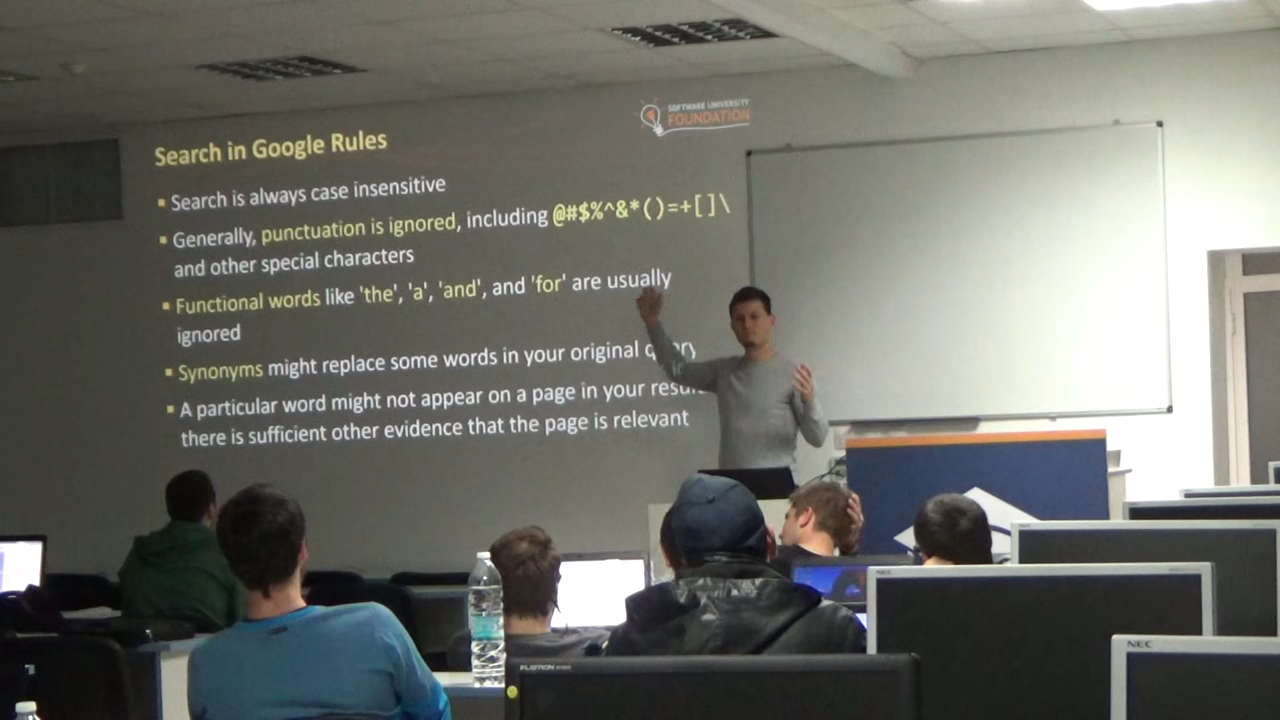 SOFTWARE UNIVERSITY
FOUNDATION
Search in Google Rules
Search is always case insensitive
Generally, punctuation is ignored, including @#$%^&*()=+[]\
and other special characters
Functional words like 'the', 'a', 'and', and 'for' are usually
ignored
Synonyms might replace some words in your original
A particular word might not appear on a page in your
there is sufficient other evidence that the page is relevant
NEC
FLATRON
NEC